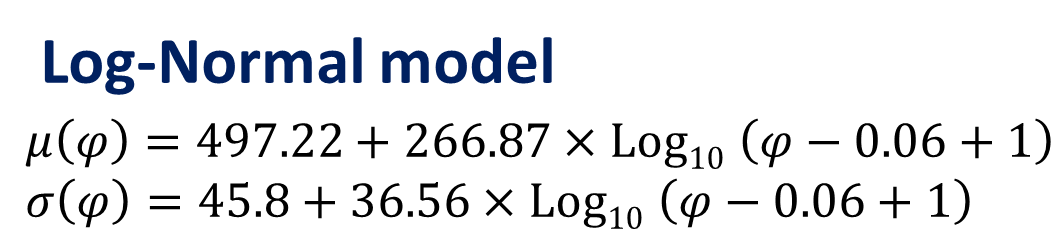 Log-Normal model
μ(φ) = 497.22 + 266.87 × Log₁₀ (φ − 0.06 + 1)
σ(φ) = 45.8 + 36.56 × Log₁₀ (φ − 0.06 + 1)